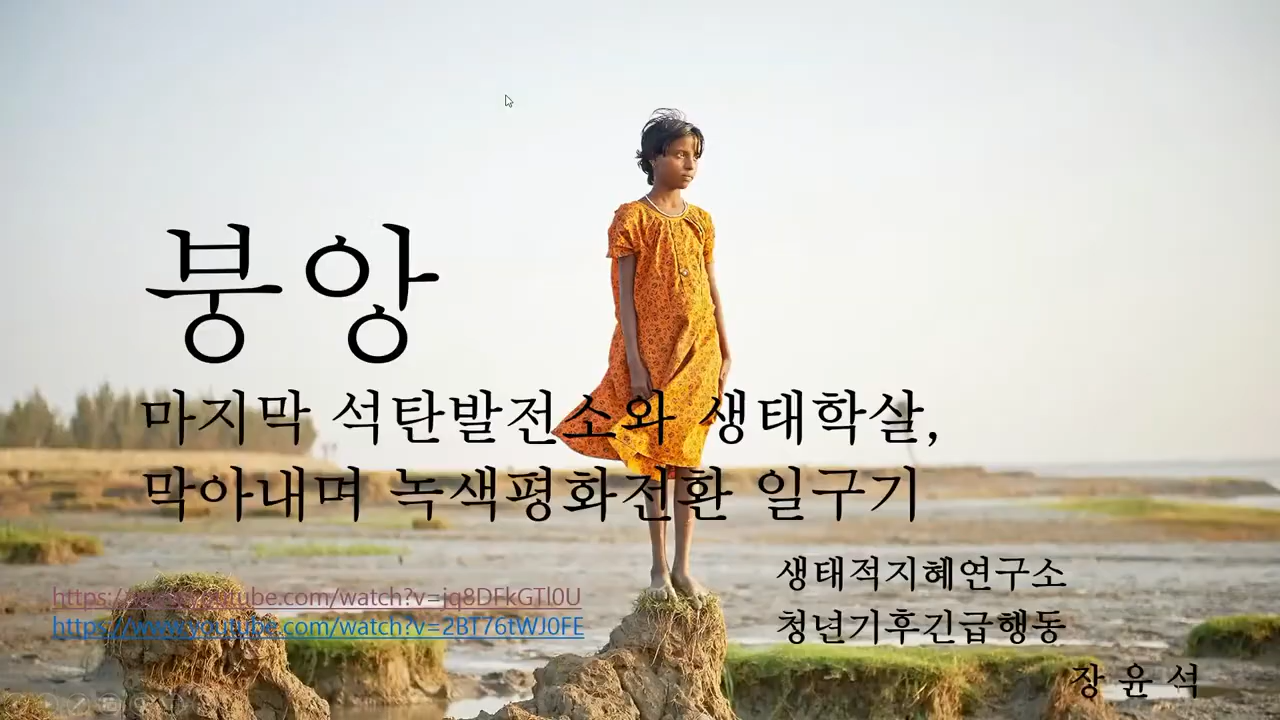 붕앙
마지막 석탄발전소와 생태학살,
막아내며 녹색평화전환 일구기
생태적지혜연구소
https://www.youtube.com/watch?v=jq8DFkGTl0U
청년기후긴급행동
https://www.youtube.com/watch?v=2BT76tWJ0FE
장 윤 석